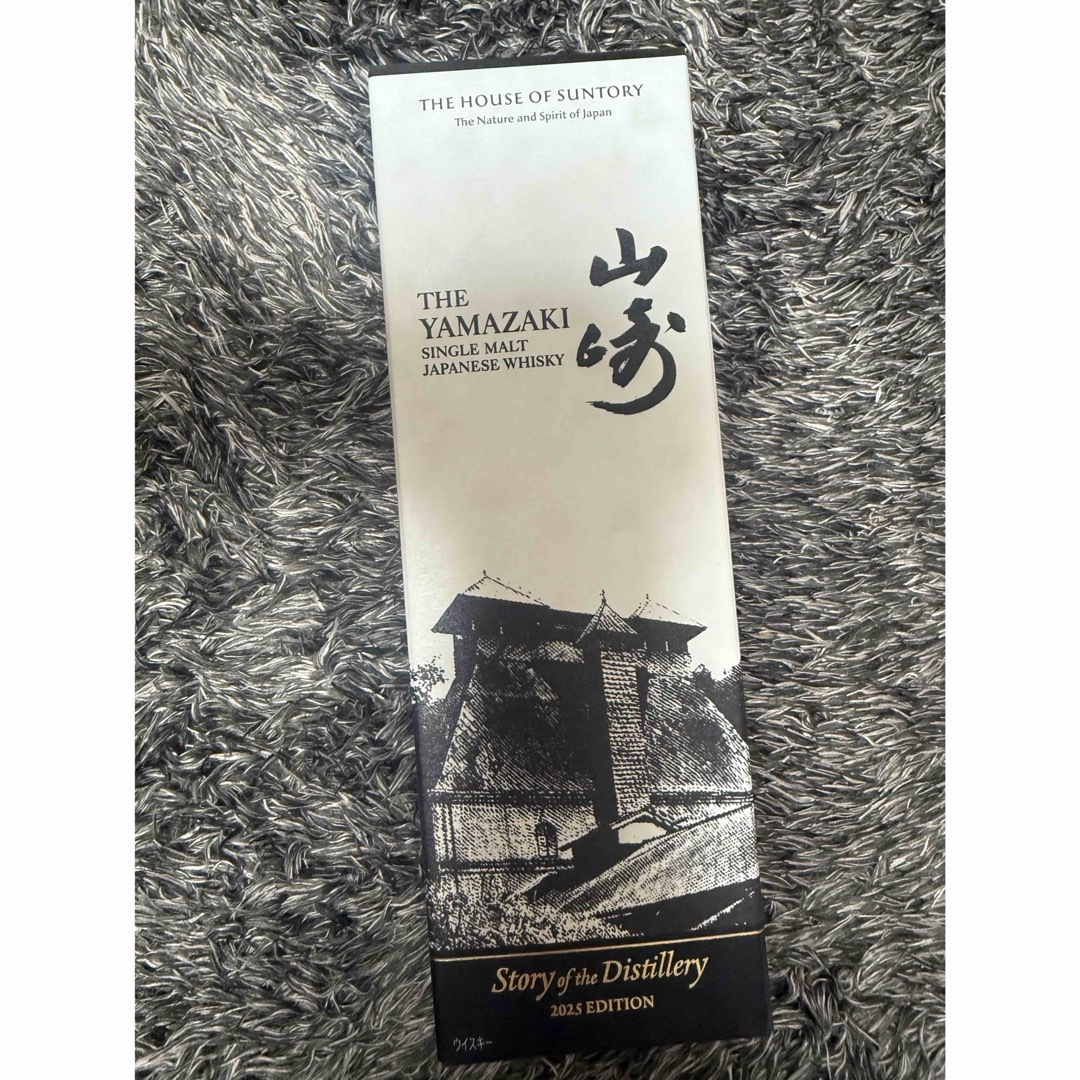 THE HOUSE OF SUNTORY
The Nature and Spirit of Japan
山崎
THE
YAMAZAKI
SINGLE MALT
JAPANESE WHISKY
Story of the Distillery
2025 EDITION
ウイスキー